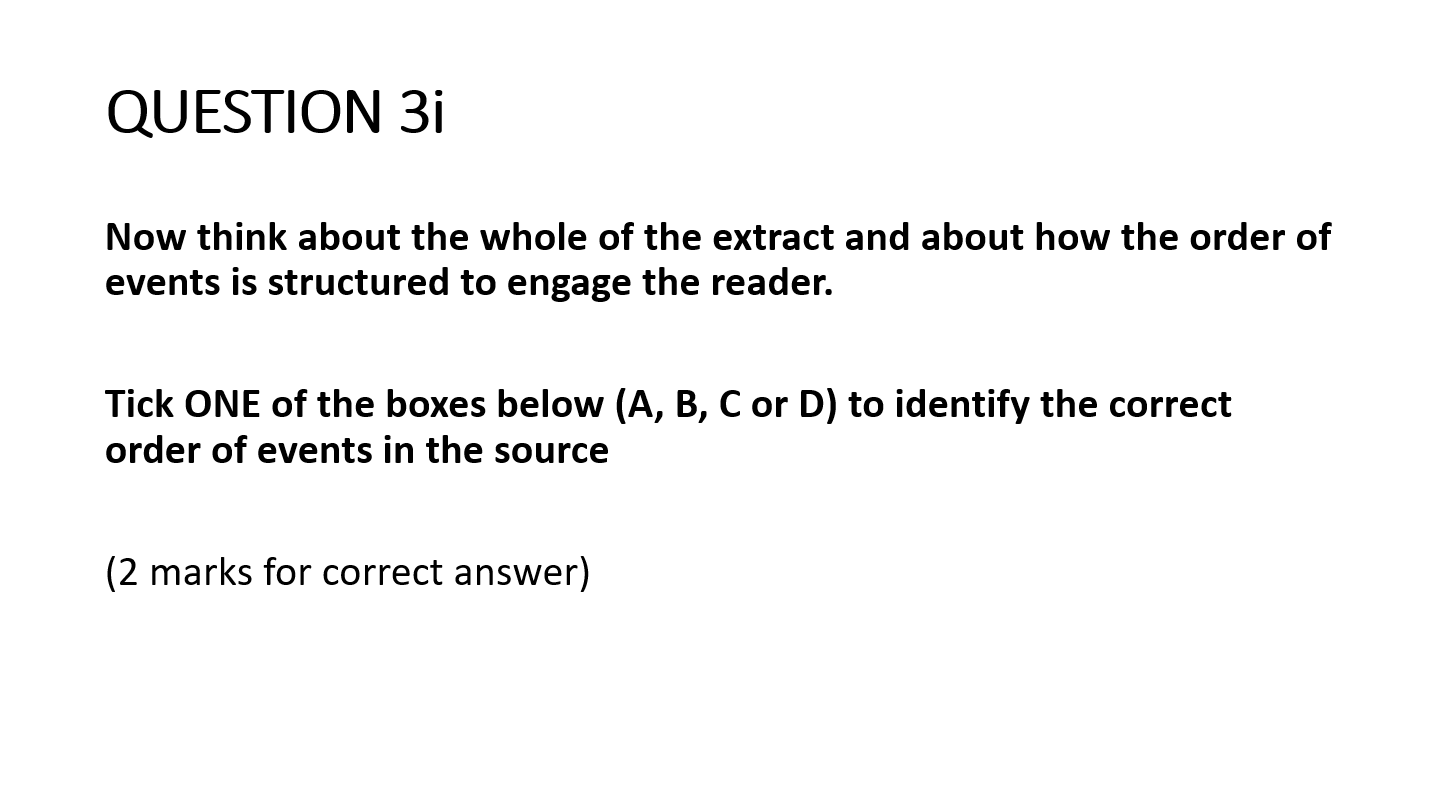 QUESTION 3i
Now think about the whole of the extract and about how the order of
events is structured to engage the reader.
Tick ONE of the boxes below (A, B, C or D) to identify the correct
order of events in the source
(2 marks for correct answer)